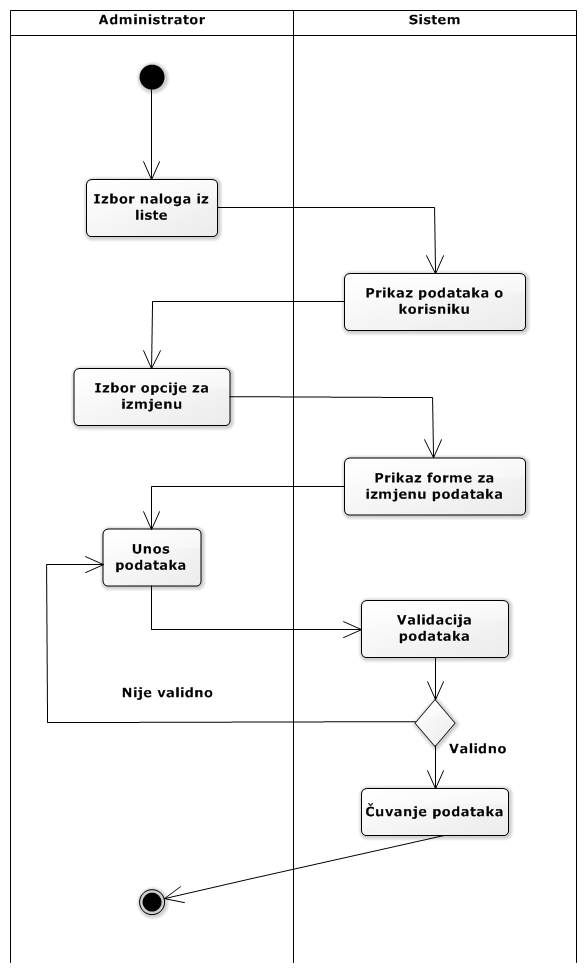 Administrator
Sistem
Izbor naloga iz
liste
Prikaz podataka o
korisniku
Izbor opcije za
izmjenu
Prikaz forme za
izmjenu podataka
Unos
podataka
Validacija
podataka
Nije validno
Validno
Čuvanje podataka